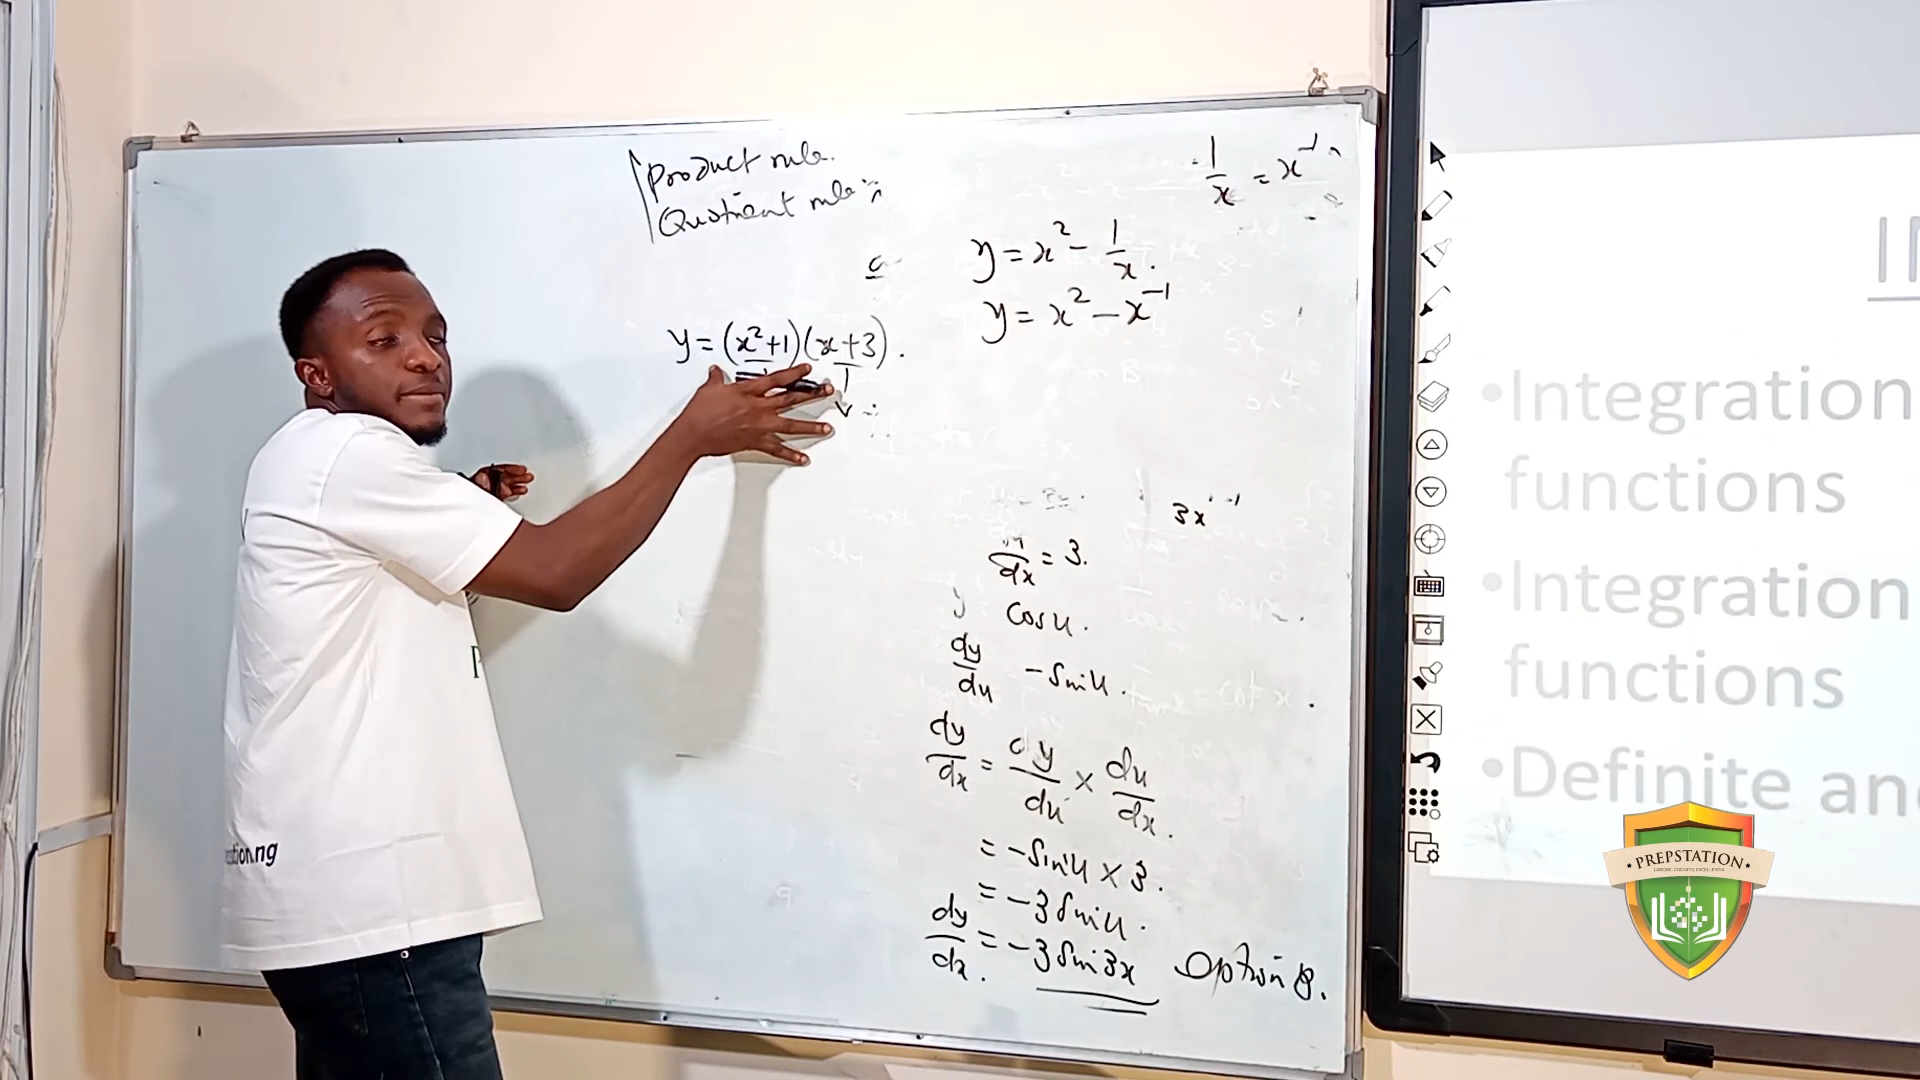 Product rule.
Quotient rule
1/x = x⁻¹
y = x² - 1/x.
y = x² - x⁻¹
y = (x²+1)(x+3).
v
3x
dx = 3.
y cos u.
dy/du - sin u.
dy/dx = dy/du × du/dx.
= - sin u × 3.
= - 3 sin u.
dy/dx = - 3 sin 3x Option B.
•Integration
functions
•Integration
functions
•Definite an
PREPSTATION